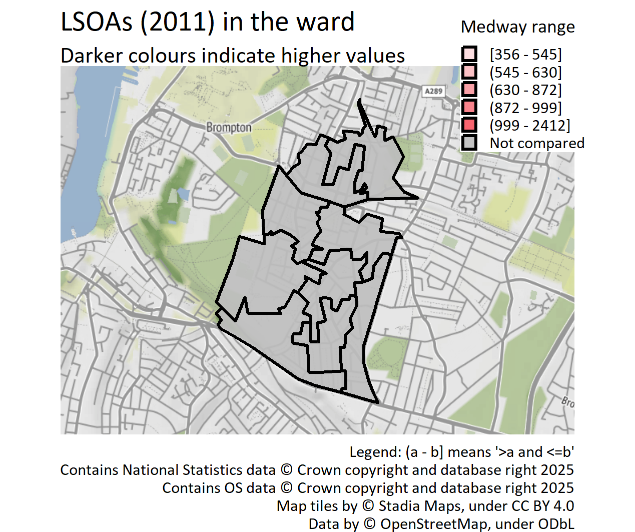 LSOAs (2011) in the ward
Darker colours indicate higher values
Medway range
[356 - 545]
(545 - 630]
(630 - 872]
(872 - 999]
(999 - 2412]
Not compared
A289
Brompton
Bro
Legend: (a - b] means '>a and <=b'
Contains National Statistics data © Crown copyright and database right 2025
Contains OS data © Crown copyright and database right 2025
Map tiles by © Stadia Maps, under CC BY 4.0
Data by © OpenStreetMap, under ODbL